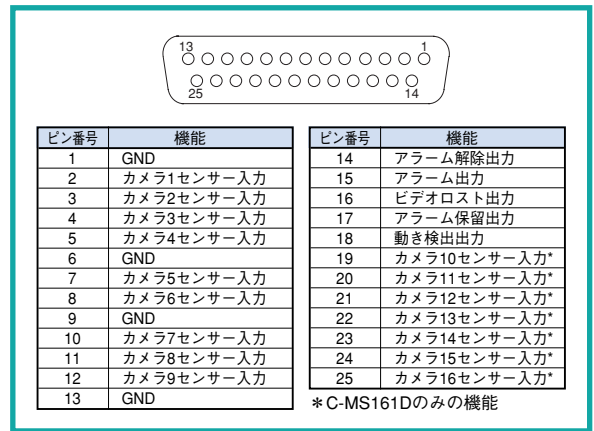 13 1
25 14
ピン番号 機能
1 GND
2 カメラ1センサー入力
3 カメラ2センサー入力
4 カメラ3センサー入力
5 カメラ4センサー入力
6 GND
7 カメラ5センサー入力
8 カメラ6センサー入力
9 GND
10 カメラ7センサー入力
11 カメラ8センサー入力
12 カメラ9センサー入力
13 GND
ピン番号 機能
14 アラーム解除出力
15 アラーム出力
16 ビデオロスト出力
17 アラーム保留出力
18 動き検出出力
19 カメラ10センサー入力*
20 カメラ11センサー入力*
21 カメラ12センサー入力*
22 カメラ13センサー入力*
23 カメラ14センサー入力*
24 カメラ15センサー入力*
25 カメラ16センサー入力*
＊C-MS161Dのみの機能